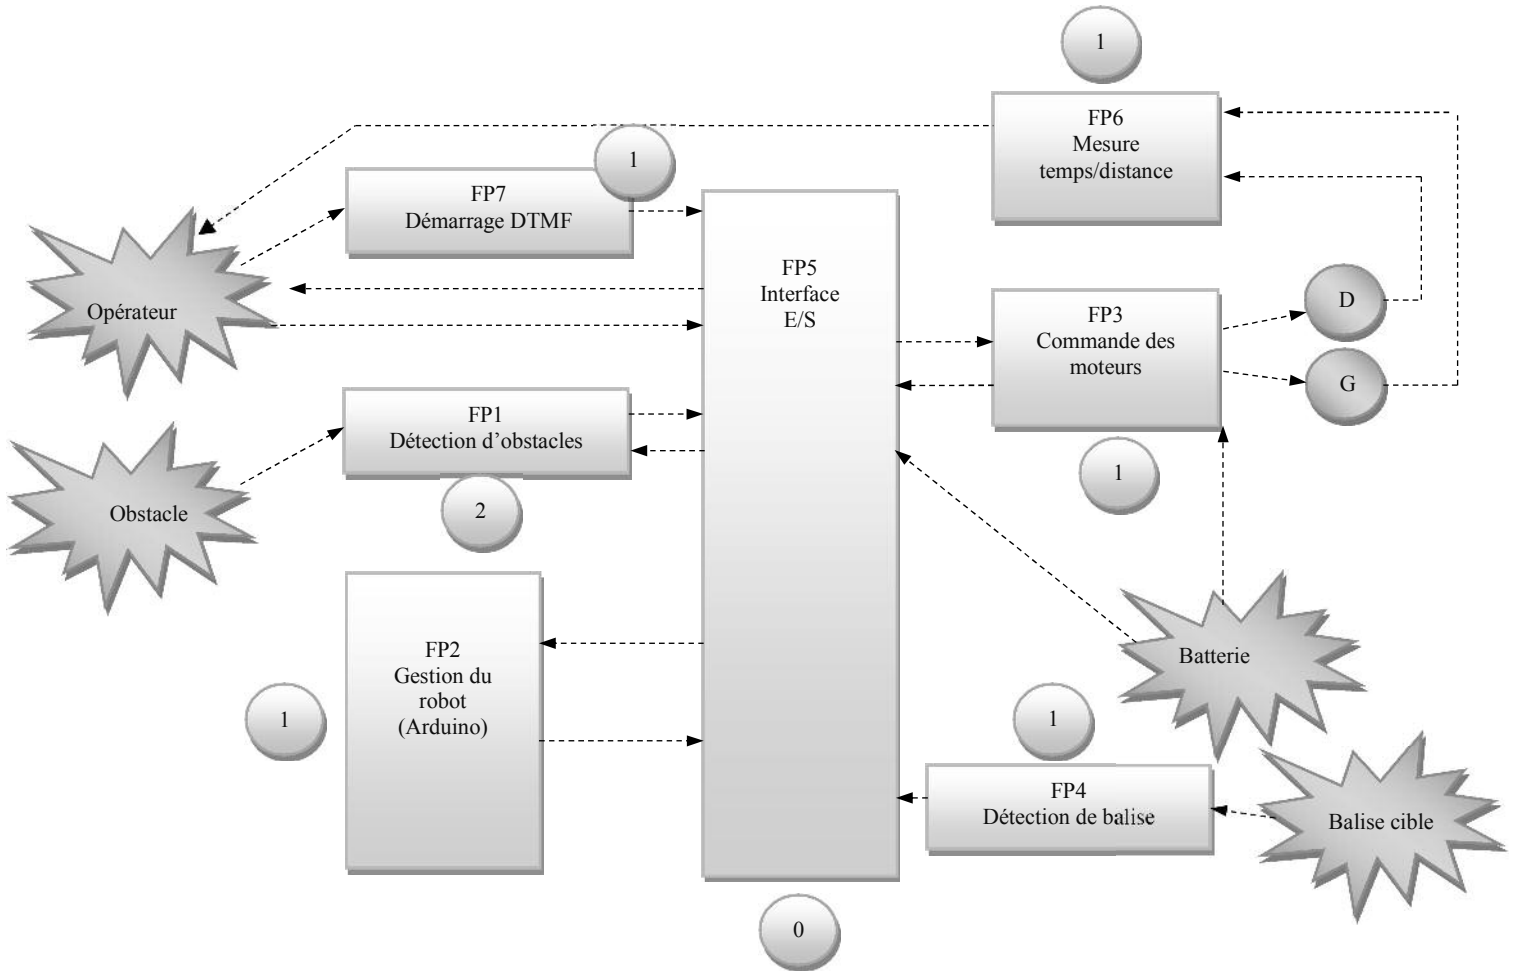 1
FP6
Mesure
temps/distance
1
FP7
Démarrage DTMF
FP5
Interface
E/S
Opérateur
FP3
Commande des
moteurs
D
G
FP1
Détection d’obstacles
1
2
Obstacle
FP2
Gestion du
robot
(Arduino)
1
Batterie
1
FP4
Détection de balise
Balise cible
0